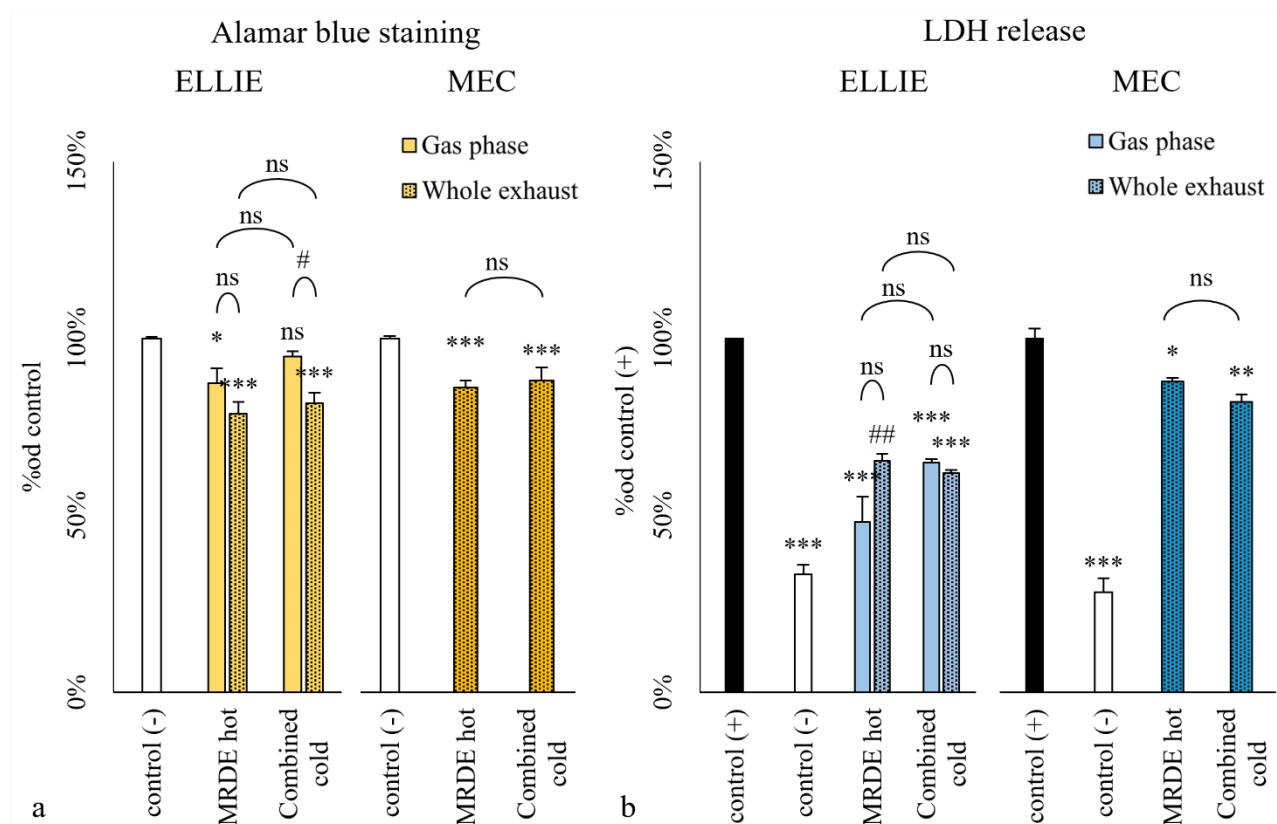 Alamar blue staining
ELLIE
MEC
Gas phase
Whole exhaust
%od control
0%
50%
100%
150%
ns
ns
ns
#
*
***
ns
***
ns
***
***
control (-)
MRDE hot
Combined
cold
control (-)
MRDE hot
Combined
cold
a
LDH release
ELLIE
MEC
Gas phase
Whole exhaust
%od control (+)
0%
50%
100%
150%
ns
ns
ns
ns
***
***
##
***
***
ns
***
*
**
control (+)
control (-)
MRDE hot
Combined
cold
control (+)
control (-)
MRDE hot
Combined
cold
b